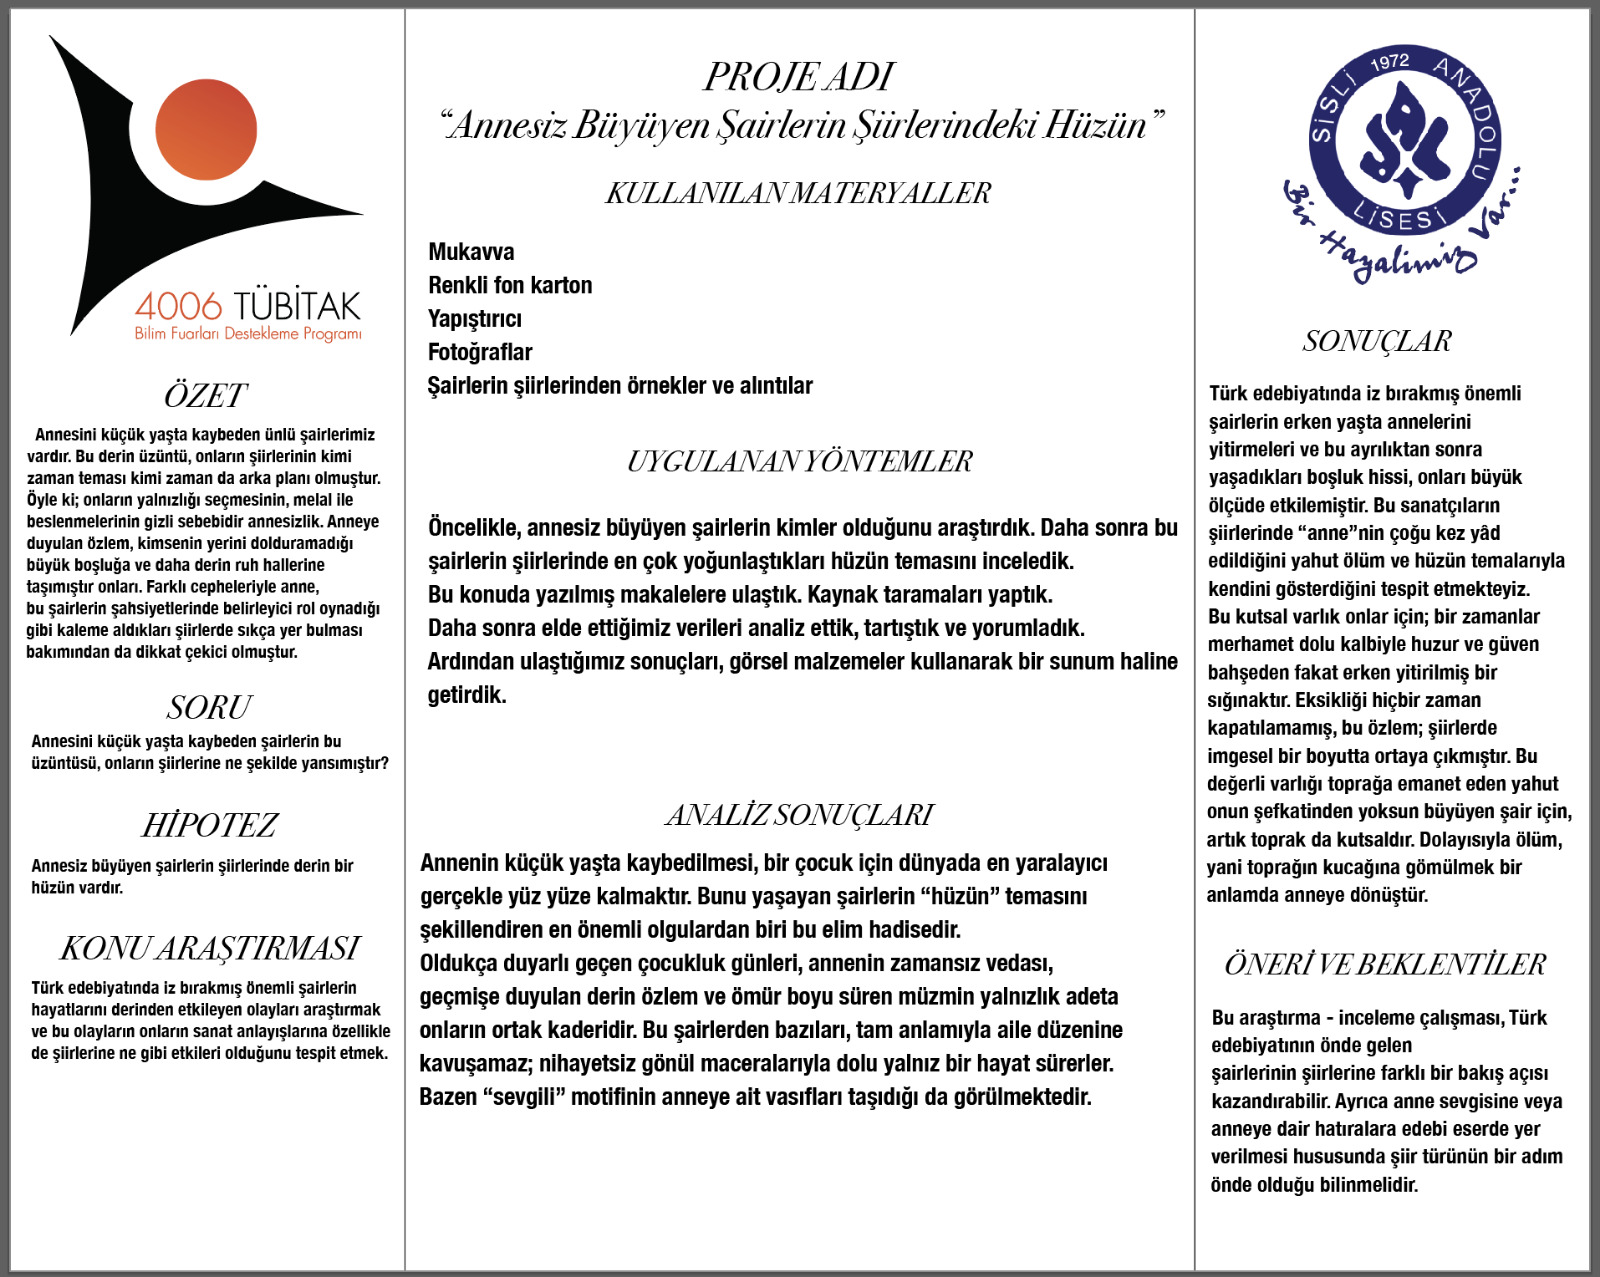 4006 TÜBİTAK
Bilim Fuarları Destekleme Programı
ÖZET
Annesini küçük yaşta kaybeden ünlü şairlerimiz
vardır. Bu derin üzüntü, onların şiirlerinin kimi
zaman teması kimi zaman da arka planı olmuştur.
Öyle ki; onların yalnızlığı seçmesinin, melal ile
beslenmelerinin gizli sebebidir annesizlik. Anneye
duyulan özlem, kimsenin yerini dolduramadığı
büyük boşluğa ve daha derin ruh hallerine
taşımıştır onları. Farklı cepheleriyle anne,
bu şairlerin şahsiyetlerinde belirleyici rol oynadığı
gibi kaleme aldıkları şiirlerde sıkça yer bulması
bakımından da dikkat çekici olmuştur.
SORU
Annesini küçük yaşta kaybeden şairlerin bu
üzüntüsü, onların şiirlerine ne şekilde yansımıştır?
HİPOTEZ
Annesiz büyüyen şairlerin şiirlerinde derin bir
hüzün vardır.
KONU ARAŞTIRMASI
Türk edebiyatında iz bırakmış önemli şairlerin
hayatlarını derinden etkileyen olayları araştırmak
ve bu olayların onların sanat anlayışlarına özellikle
de şiirlerine ne gibi etkileri olduğunu tespit etmek.
PROJE ADI
“Annesiz Büyüyen Şairlerin Şiirlerindeki Hüzün”
KULLANILAN MATERYALLER
Mukavva
Renkli fon karton
Yapıştırıcı
Fotoğraflar
Şairlerin şiirlerinden örnekler ve alıntılar
UYGULANAN YÖNTEMLER
Öncelikle, annesiz büyüyen şairlerin kimler olduğunu araştırdık. Daha sonra bu
şairlerin şiirlerinde en çok yoğunlaştıkları hüzün temasını inceledik.
Bu konuda yazılmış makalelere ulaştık. Kaynak taramaları yaptık.
Daha sonra elde ettiğimiz verileri analiz ettik, tartıştık ve yorumladık.
Ardından ulaştığımız sonuçları, görsel malzemeler kullanarak bir sunum haline
getirdik.
ANALİZ SONUÇLARI
Annenin küçük yaşta kaybedilmesi, bir çocuk için dünyada en yaralayıcı
gerçekle yüz yüze kalmaktır. Bunu yaşayan şairlerin “hüzün” temasını
şekillendiren en önemli olgulardan biri bu elim hadisedir.
Oldukça duyarlı geçen çocukluk günleri, annenin zamansız vedası,
geçmişe duyulan derin özlem ve ömür boyu süren müzmin yalnızlık adeta
onların ortak kaderidir. Bu şairlerden bazıları, tam anlamıyla aile düzenine
kavuşamaz; nihayetsiz gönül maceralarıyla dolu yalnız bir hayat sürerler.
Bazen “sevgili” motifinin anneye ait vasıfları taşıdığı da görülmektedir.
ŞİŞLİ 1972 ANADOLU
LİSESİ
Bir Hayalimiz Var...
SONUÇLAR
Türk edebiyatında iz bırakmış önemli
şairlerin erken yaşta annelerini
yitirmeleri ve bu ayrılıktan sonra
yaşadıkları boşluk hissi, onları büyük
ölçüde etkilemiştir. Bu sanatçıların
şiirlerinde “anne”nin çoğu kez yâd
edildiğini yahut ölüm ve hüzün temalarıyla
kendini gösterdiğini tespit etmekteyiz.
Bu kutsal varlık onlar için; bir zamanlar
merhamet dolu kalbiyle huzur ve güven
bahşeden fakat erken yitirilmiş bir
sığınaktır. Eksikliği hiçbir zaman
kapatılamamış, bu özlem; şiirlerde
imgesel bir boyutta ortaya çıkmıştır. Bu
değerli varlığı toprağa emanet eden yahut
onun şefkatinden yoksun büyüyen şair için,
artık toprak da kutsaldır. Dolayısıyla ölüm,
yani toprağın kucağına gömülmek bir
anlamda anneye dönüştür.
ÖNERİ VE BEKLENTİLER
Bu araştırma - inceleme çalışması, Türk
edebiyatının önde gelen
şairlerinin şiirlerine farklı bir bakış açısı
kazandırabilir. Ayrıca anne sevgisine veya
anneye dair hatıralara edebi eserde yer
verilmesi hususunda şiir türünün bir adım
önde olduğu bilinmelidir.